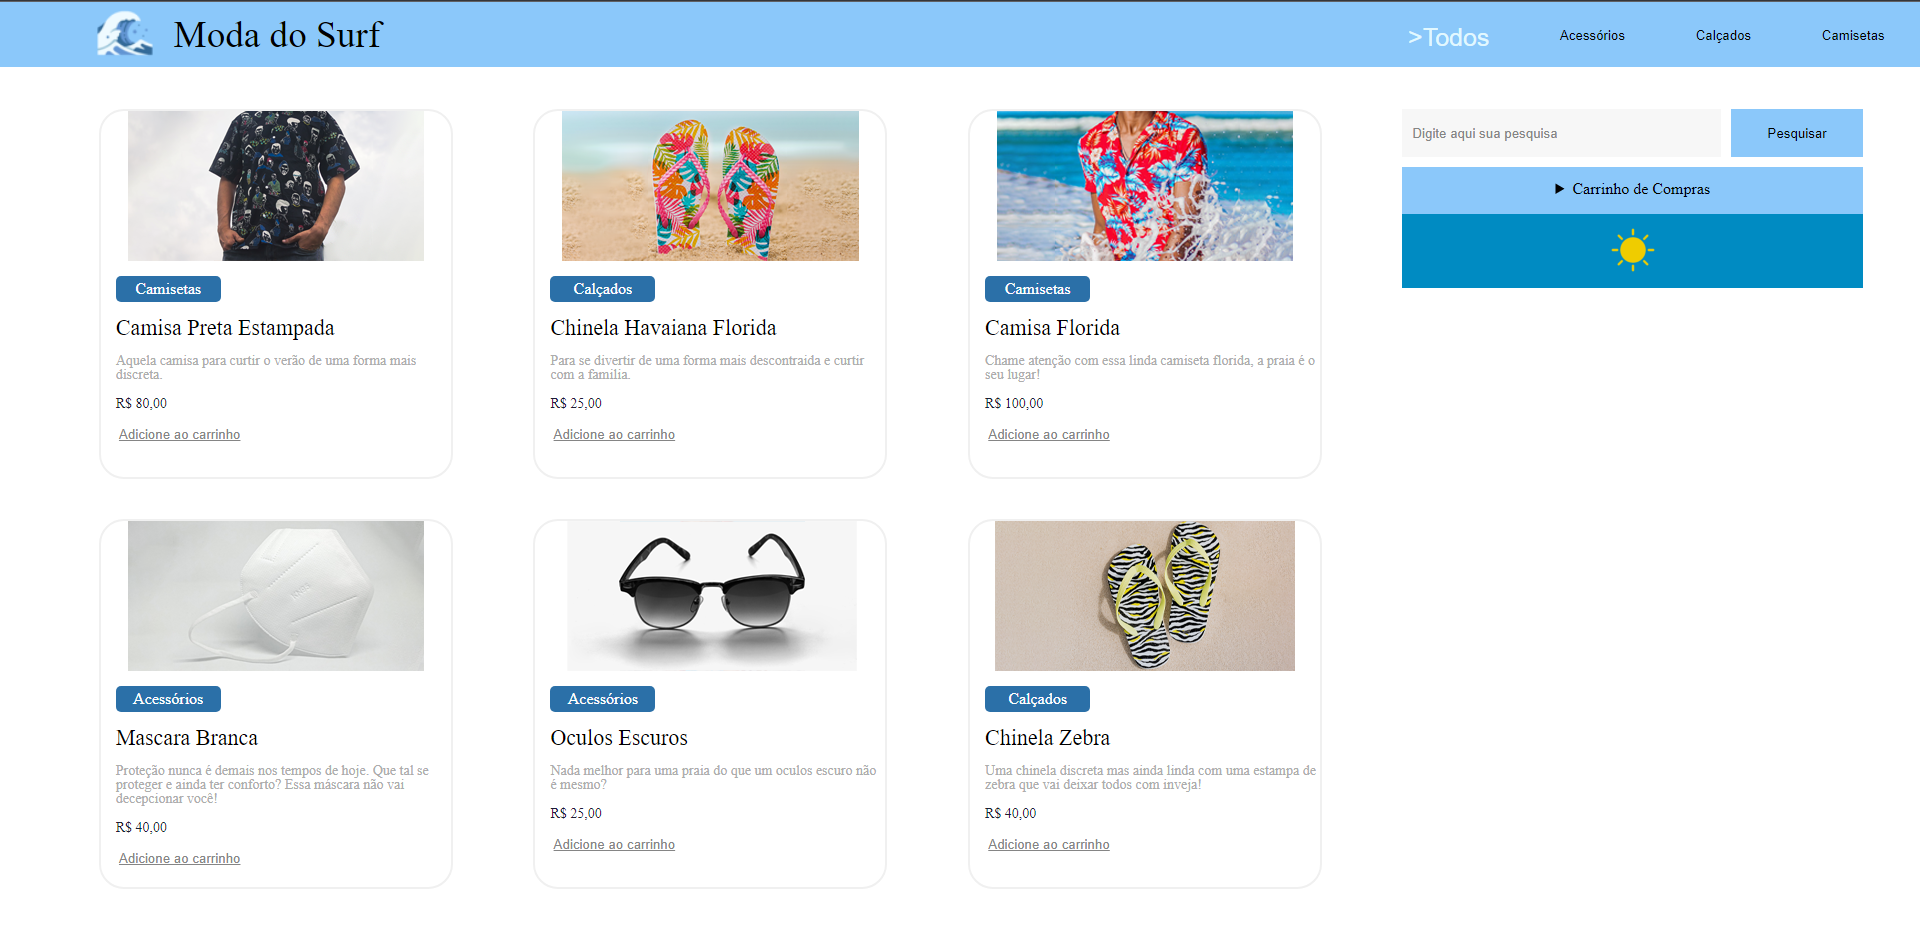 Moda do Surf
>Todos
Acessórios
Calçados
Camisetas
Digite aqui sua pesquisa
Pesquisar
Carrinho de Compras
Camisetas
Camisa Preta Estampada
Aquela camisa para curtir o verão de uma forma mais
discreta.
R$ 80,00
Adicione ao carrinho
Calçados
Chinela Havaiana Florida
Para se divertir de uma forma mais descontraida e curtir
com a familia.
R$ 25,00
Adicione ao carrinho
Camisetas
Camisa Florida
Chame atenção com essa linda camiseta florida, a praia é o
seu lugar!
R$ 100,00
Adicione ao carrinho
Acessórios
Mascara Branca
Proteção nunca é demais nos tempos de hoje. Que tal se
proteger e ainda ter conforto? Essa máscara não vai
decepcionar você!
R$ 40,00
Adicione ao carrinho
Acessórios
Oculos Escuros
Nada melhor para uma praia do que um oculos escuro não
é mesmo?
R$ 25,00
Adicione ao carrinho
Calçados
Chinela Zebra
Uma chinela discreta mas ainda linda com uma estampa de
zebra que vai deixar todos com inveja!
R$ 40,00
Adicione ao carrinho